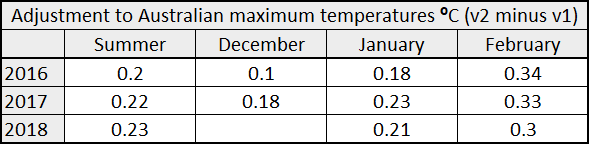 Adjustment to Australian maximum temperatures ⁰C (v2 minus v1)
Summer December January February
2016 0.2 0.1 0.18 0.34
2017 0.22 0.18 0.23 0.33
2018 0.23 0.21 0.3